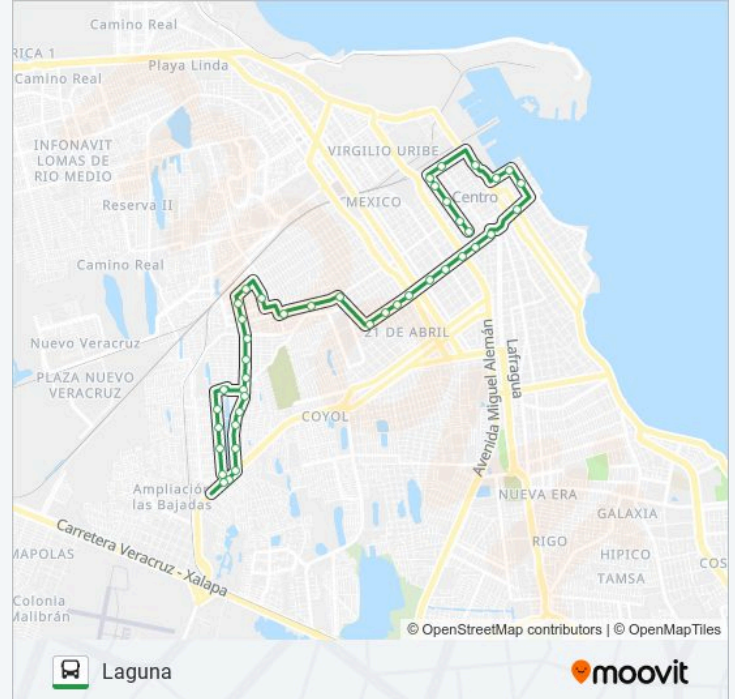 Camino Real
RICA 1
Playa Linda
Camino Real
INFONAVIT
LOMAS DE
RIO MEDIO
VIRGILIO URIBE
Centro
MEXICO
Reserva II
Camino Real
Nuevo Veracruz
21 DE ABRIL
PLAZA NUEVO
VERACRUZ
Lafragua
Avenida Miguel Alemán
COYOL
Ampliación
las Bajadas
NUEVA ERA
GALAXIA
Carretera Veracruz - Xalapa
RIGO
HIPICO
MAPOLAS
TAMSA
COS
Colonia
Malibrán
© OpenStreetMap contributors | © OpenMapTiles
Laguna
moovit